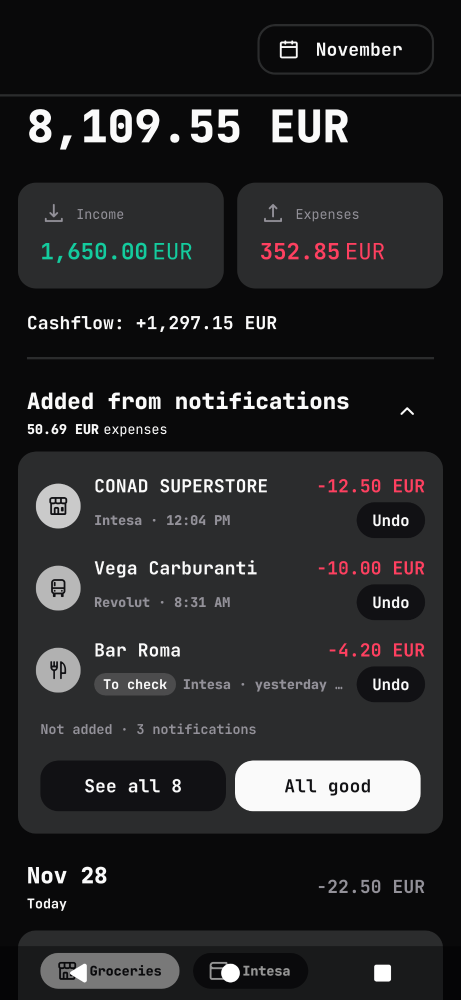 November
8,109.55 EUR
Income
Expenses
1,650.00 EUR
352.85 EUR
Cashflow: +1,297.15 EUR
Added from notifications
50.69 EUR expenses
CONAD SUPERSTORE
-12.50 EUR
Intesa · 12:04 PM
Undo
Vega Carburanti
-10.00 EUR
Revolut · 8:31 AM
Undo
Bar Roma
-4.20 EUR
To check
Intesa · yesterday …
Undo
Not added · 3 notifications
See all 8
All good
Nov 28
-22.50 EUR
Today
Groceries
Intesa